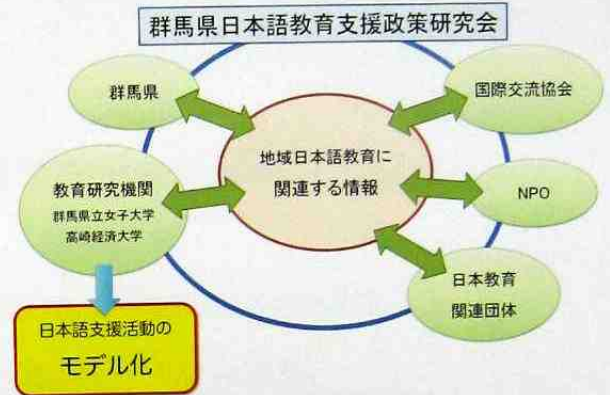 群馬県日本語教育支援政策研究会
群馬県
国際交流協会
地域日本語教育に
関連する情報
教育研究機関
群馬県立女子大学
高崎経済大学
NPO
日本教育
関連団体
日本語支援活動の
モデル化